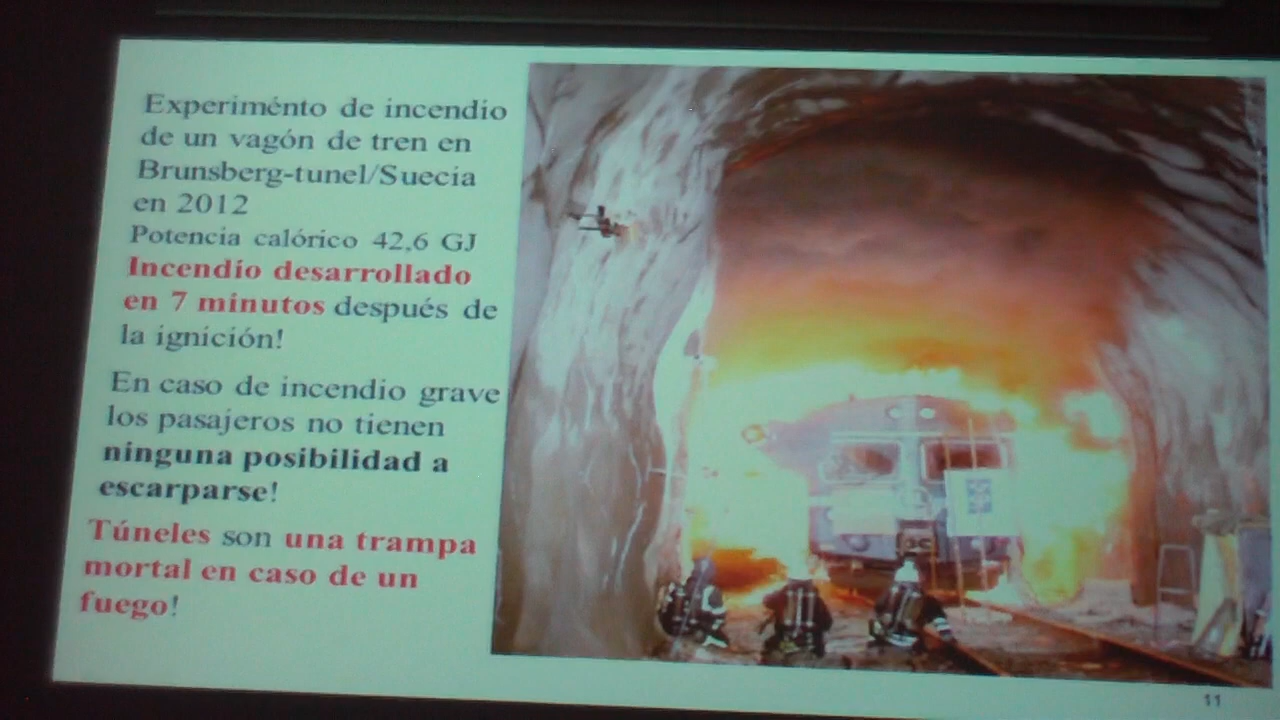 Experiménto de incendio
de un vagón de tren en
Brunsberg-tunel/Suecia
en 2012
Potencia calórico 42,6 GJ
Incendio desarrollado
en 7 minutos después de
la ignición!
En caso de incendio grave
los pasajeros no tienen
ninguna posibilidad a
escarparse!
Túneles son una trampa
mortal en caso de un
fuego!
11